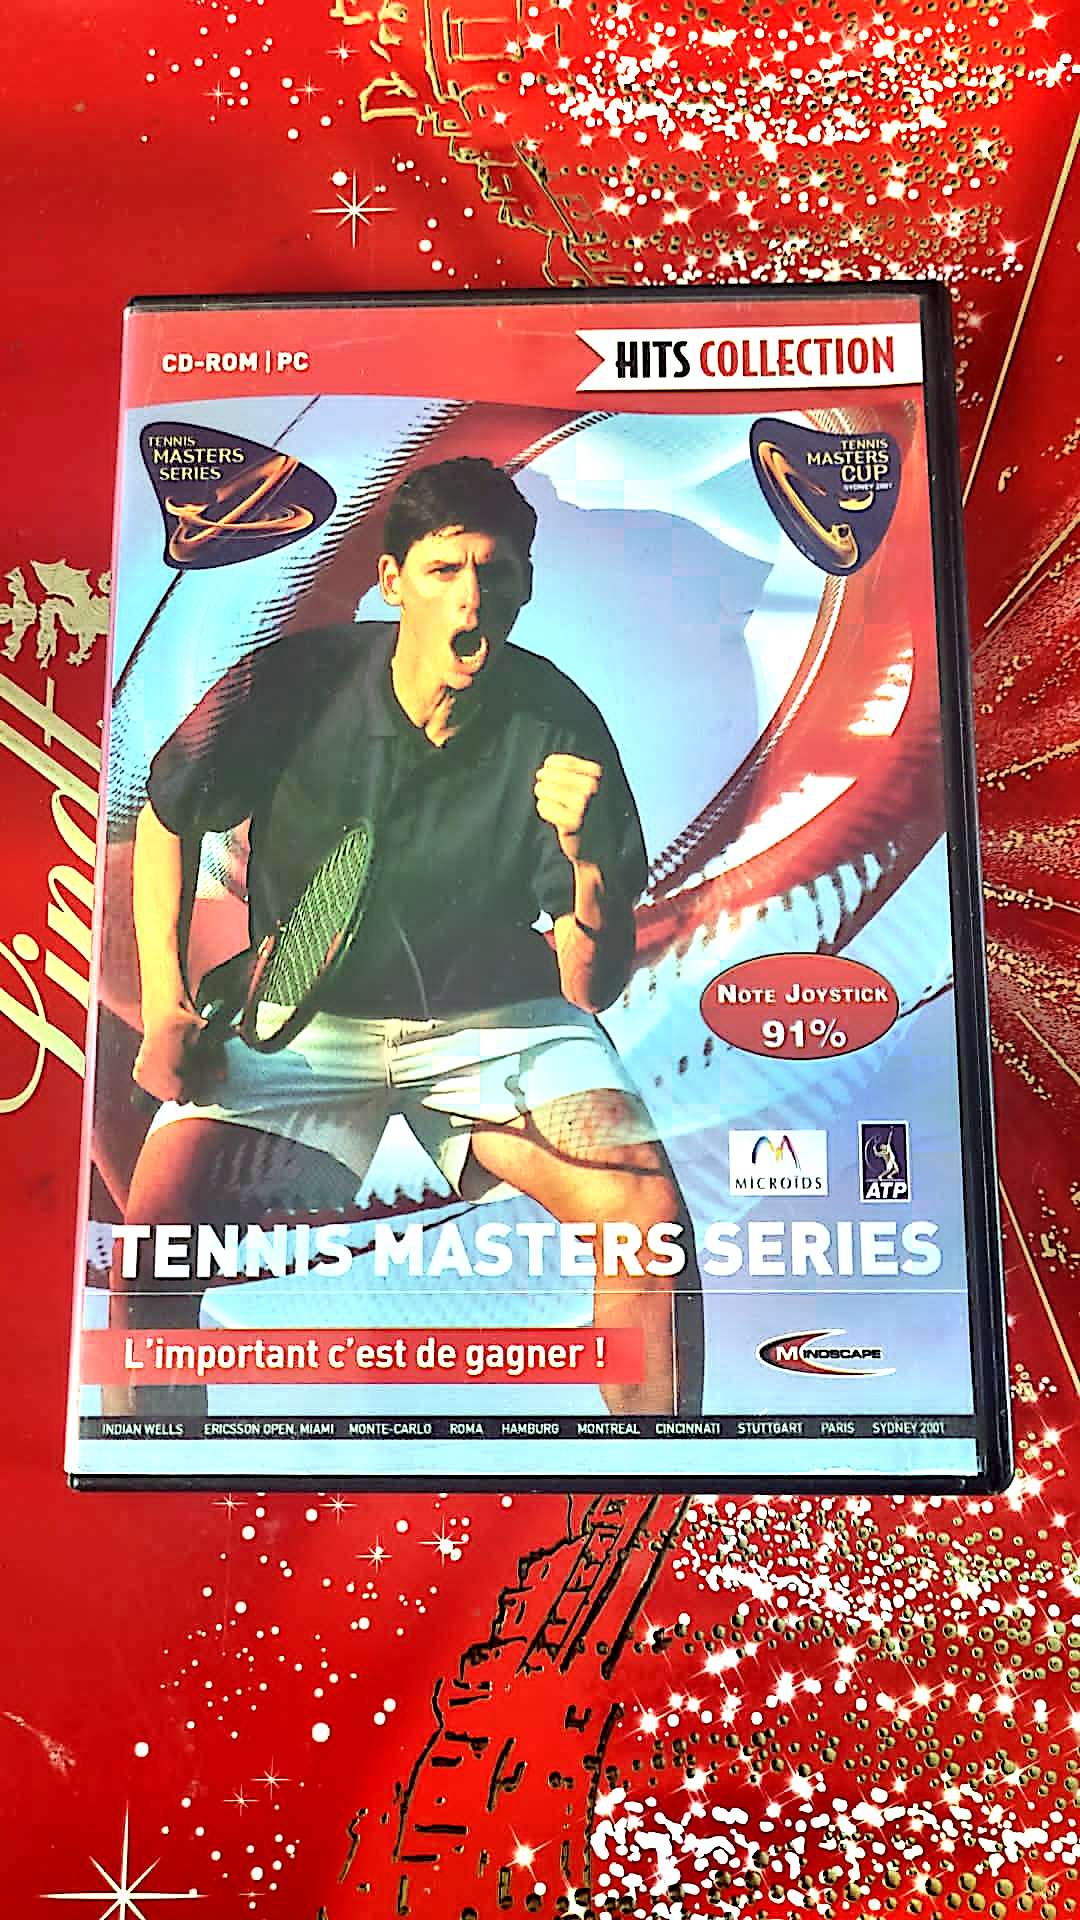 CD-ROM | PC
HITS COLLECTION
TENNIS
MASTERS
SERIES
TENNIS
MASTERS
CUP
SYDNEY 2001
Lindt
NOTE JOYSTICK
91%
MICROÏDS
ATP
TENNIS MASTERS SERIES
L'important c'est de gagner !
MINDSCAPE
INDIAN WELLS ERICSSON OPEN, MIAMI MONTE-CARLO ROMA HAMBURG MONTREAL CINCINNATI STUTTGART PARIS SYDNEY 2001